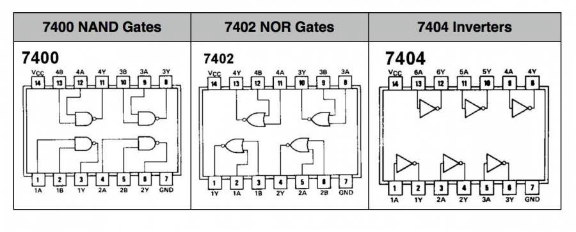 7400 NAND Gates
7402 NOR Gates
7404 Inverters
7400
VCC 4B 4A 4Y 3B 3A 3Y
14 13 12 11 10 9 8
1 2 3 4 5 6 7
1A 1B 1Y 2A 2B 2Y GND
7402
VCC 4Y 4B 4A 3Y 3B 3A
14 13 12 11 10 9 8
1 2 3 4 5 6 7
1Y 1A 1B 2Y 2A 2B GND
7404
VCC 6A 6Y 5A 5Y 4A 4Y
14 13 12 11 10 9 8
1 2 3 4 5 6 7
1A 1Y 2A 2Y 3A 3Y GND